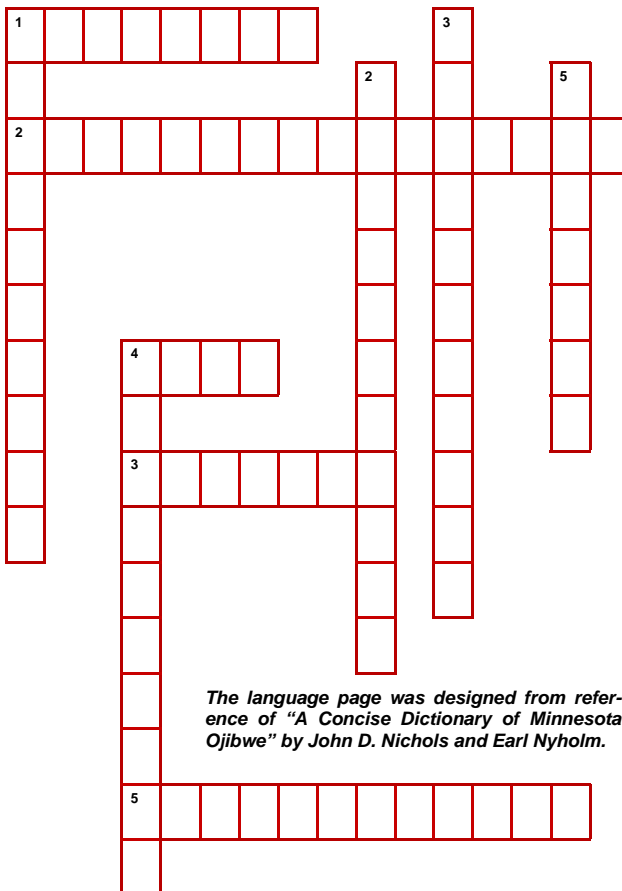 1
3
2
5
2
4
3
The language page was designed from refer-
ence of “A Concise Dictionary of Minnesota
Ojibwe” by John D. Nichols and Earl Nyholm.
5